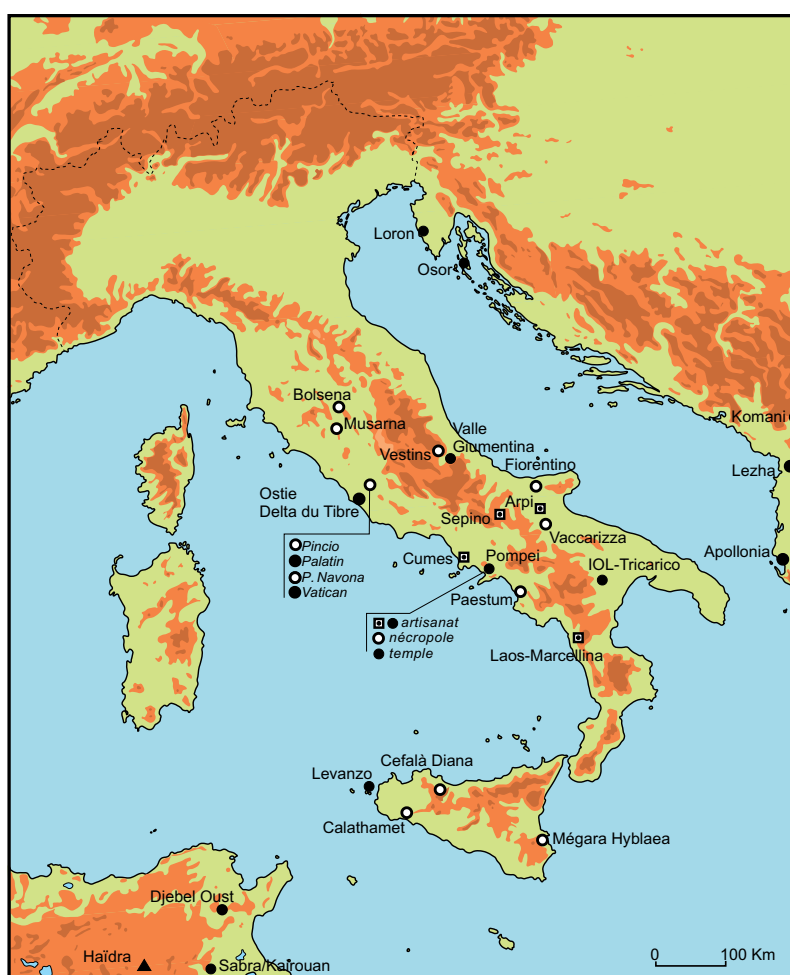 Loron
Osor
Bolsena
Musarna
Valle
Giumentina
Vestins
Komani
Fiorentino
Lezha
Ostie
Delta du Tibre
Arpi
Sepino
Vaccarizza
Pincio
Palatin
P. Navona
Vatican
Cumes
Pompei
IOL-Tricarico
Apollonia
Paestum
artisanat
nécropole
temple
Laos-Marcellina
Cefalà Diana
Levanzo
Calathamet
Mégara Hyblaea
Djebel Oust
Haïdra
Sabra/Kairouan
0 100 Km